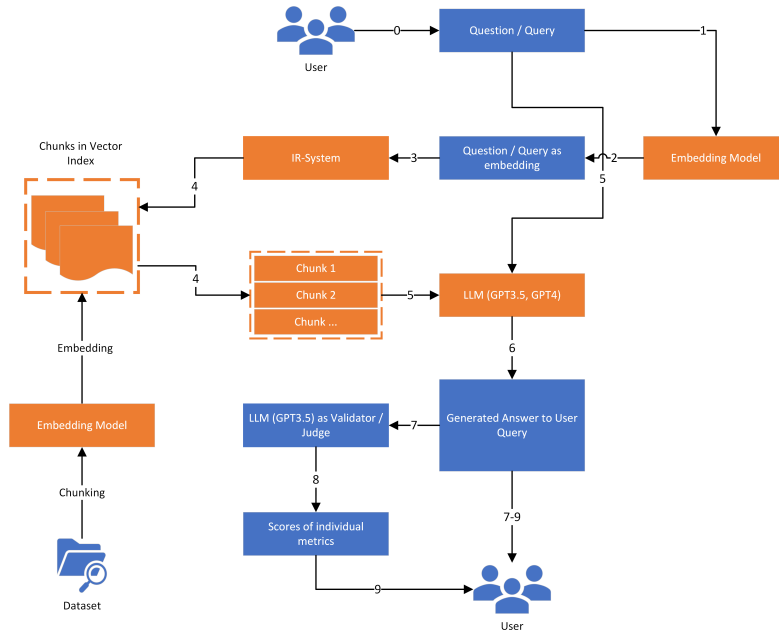 0
Question / Query
1
User
Chunks in Vector
Index
IR-System
3
Question / Query as
embedding
2
Embedding Model
4
5
4
Chunk 1
Chunk 2
Chunk ...
5
LLM (GPT3.5, GPT4)
Embedding
6
Embedding Model
LLM (GPT3.5) as Validator /
Judge
7
Generated Answer to User
Query
Chunking
8
7-9
Scores of individual
metrics
9
Dataset
User